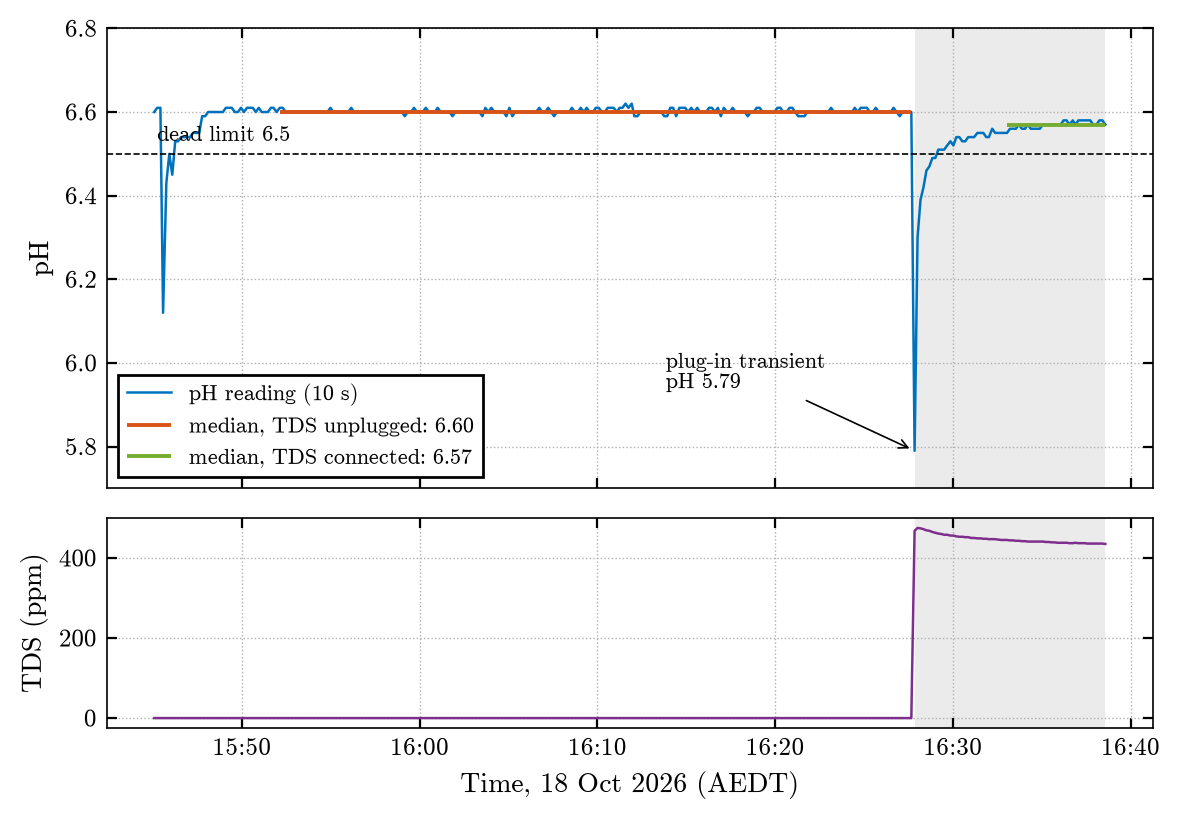 6.8
6.6
6.4
6.2
6.0
5.8
pH
dead limit 6.5
plug-in transient
pH 5.79
pH reading (10 s)
median, TDS unplugged: 6.60
median, TDS connected: 6.57
400
200
0
TDS (ppm)
15:50
16:00
16:10
16:20
16:30
16:40
Time, 18 Oct 2026 (AEDT)